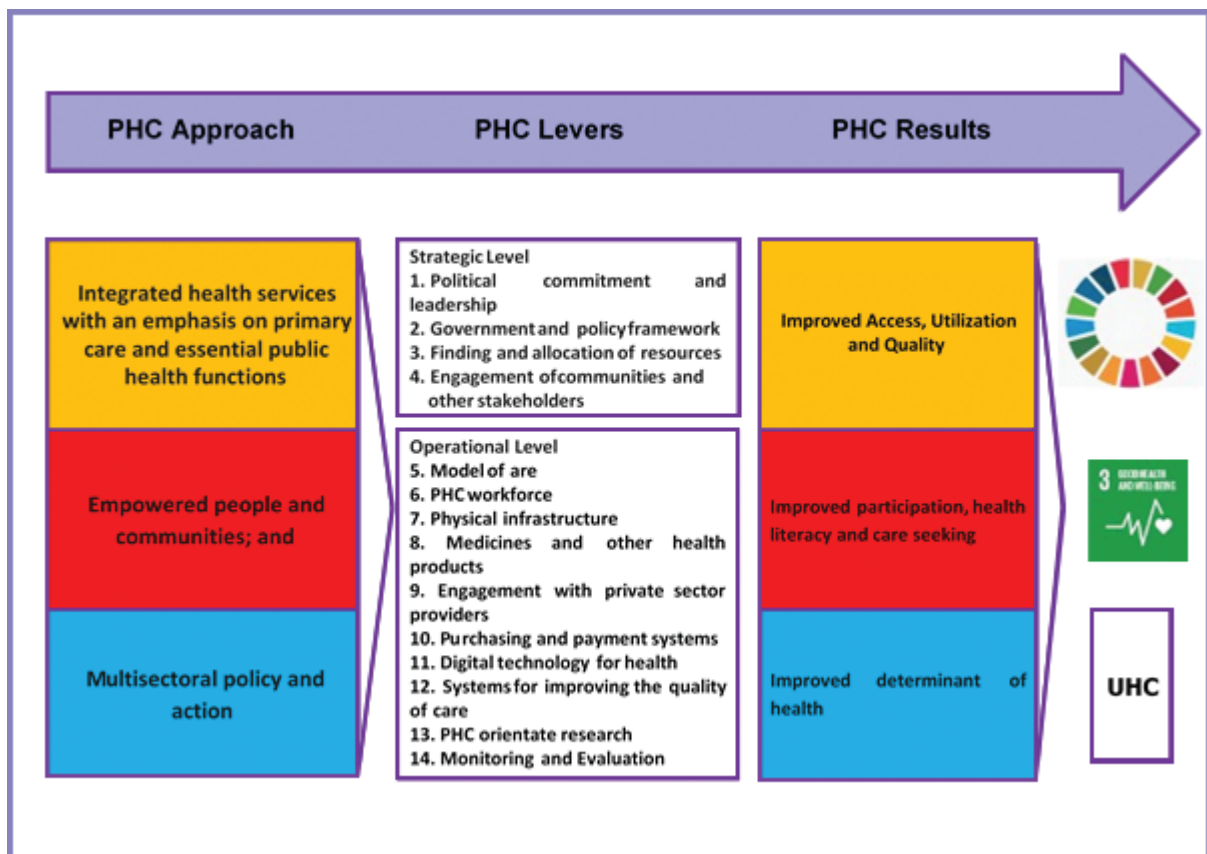 PHC Approach
PHC Levers
PHC Results
Integrated health services
with an emphasis on primary
care and essential public
health functions
Empowered people and
communities; and
Multisectoral policy and
action
Strategic Level
1. Political commitment and
leadership
2. Government and policy framework
3. Finding and allocation of resources
4. Engagement of communities and
other stakeholders
Operational Level
5. Model of are
6. PHC workforce
7. Physical infrastructure
8. Medicines and other health
products
9. Engagement with private sector
providers
10. Purchasing and payment systems
11. Digital technology for health
12. Systems for improving the quality
of care
13. PHC orientate research
14. Monitoring and Evaluation
Improved Access, Utilization
and Quality
Improved participation, health
literacy and care seeking
Improved determinant of
health
3 GOOD HEALTH
AND WELL-BEING
UHC